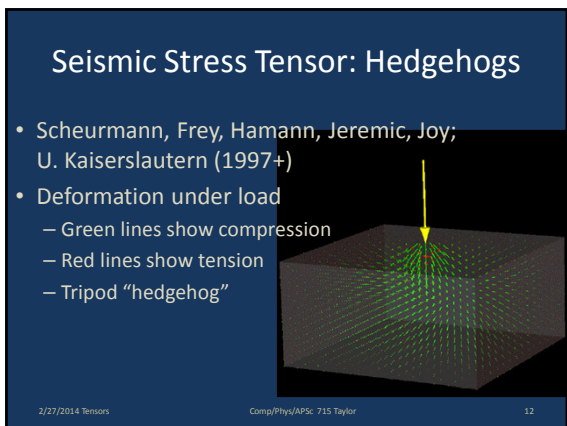 Seismic Stress Tensor: Hedgehogs
• Scheurmann, Frey, Hamann, Jeremic, Joy;
U. Kaiserslautern (1997+)
• Deformation under load
– Green lines show compression
– Red lines show tension
– Tripod “hedgehog”
2/27/2014 Tensors
Comp/Phys/APSc 715 Taylor
12